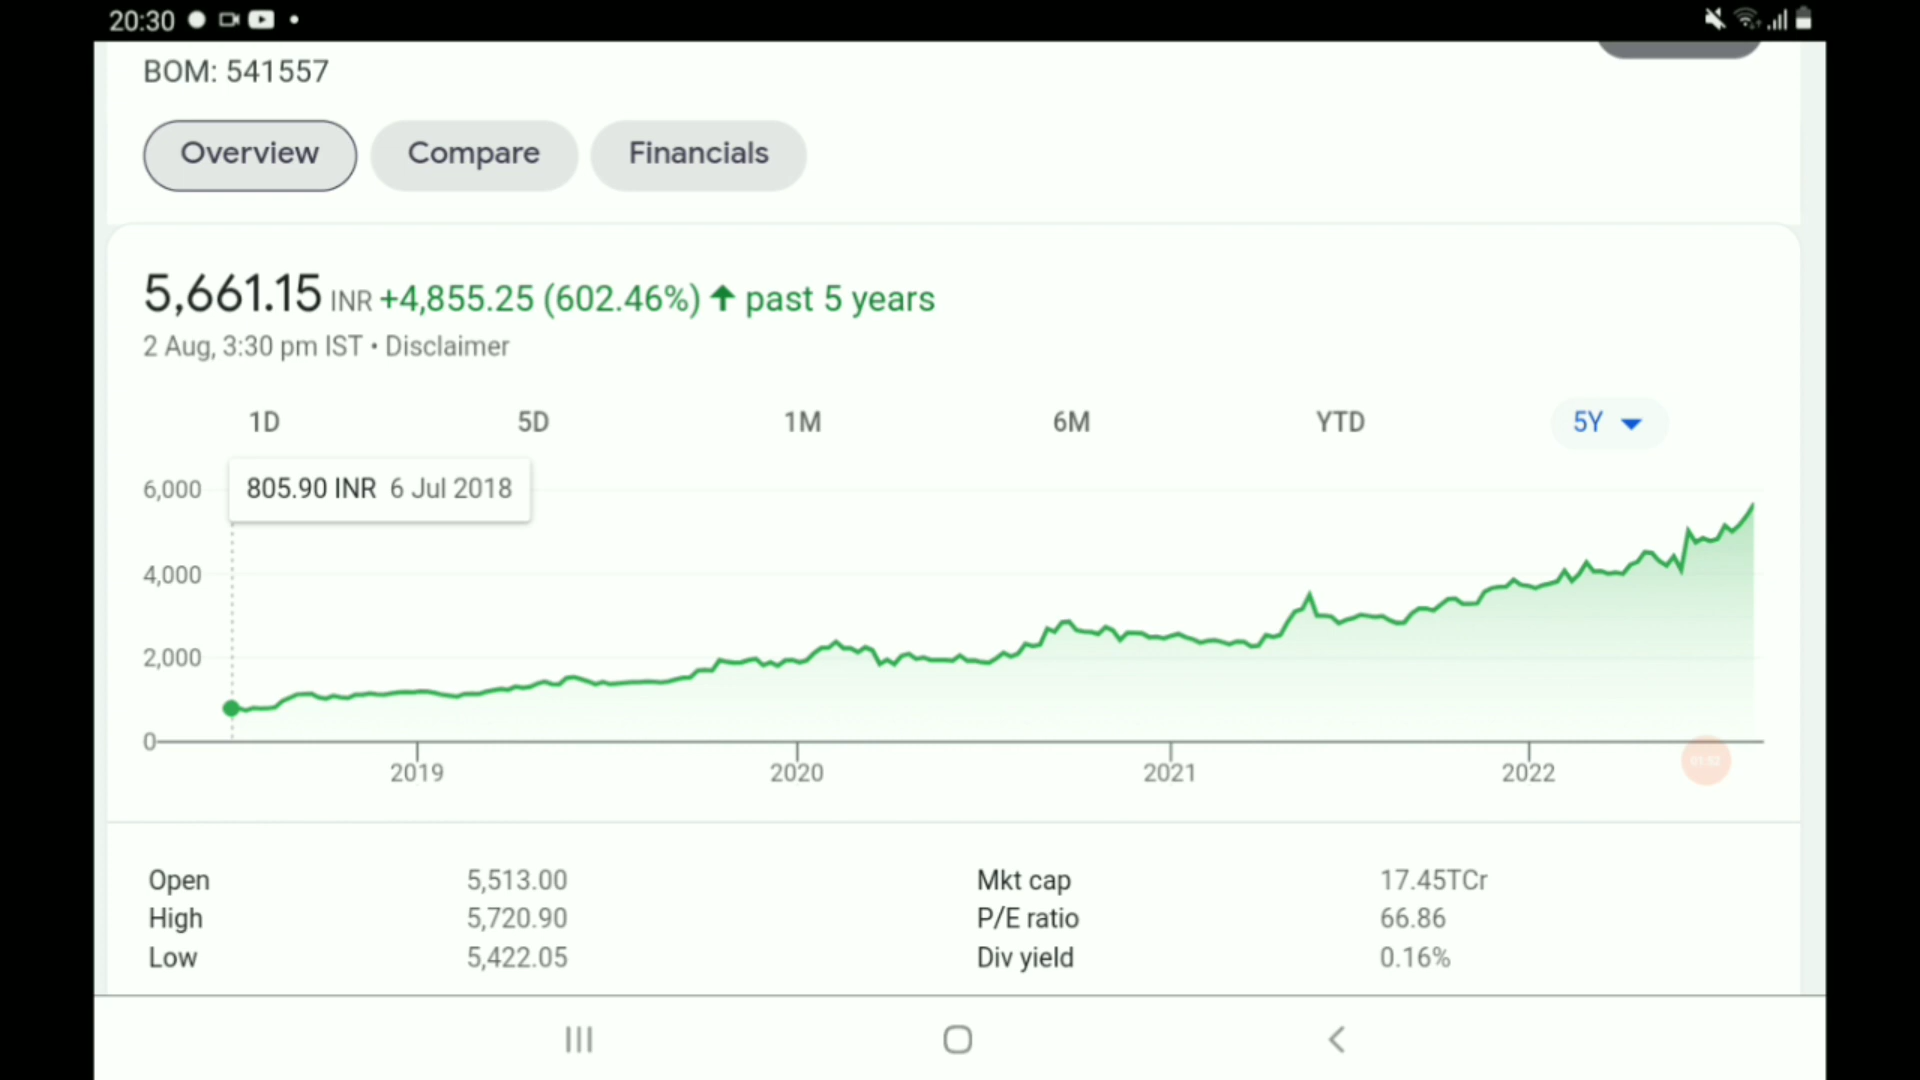 20:30
BOM: 541557
Overview Compare Financials
5,661.15 INR +4,855.25 (602.46%) ↑ past 5 years
2 Aug, 3:30 pm IST • Disclaimer
1D 5D 1M 6M YTD 5Y
805.90 INR 6 Jul 2018
6,000
4,000
2,000
0
2019 2020 2021 2022
01:52
Open 5,513.00 Mkt cap 17.45TCr
High 5,720.90 P/E ratio 66.86
Low 5,422.05 Div yield 0.16%